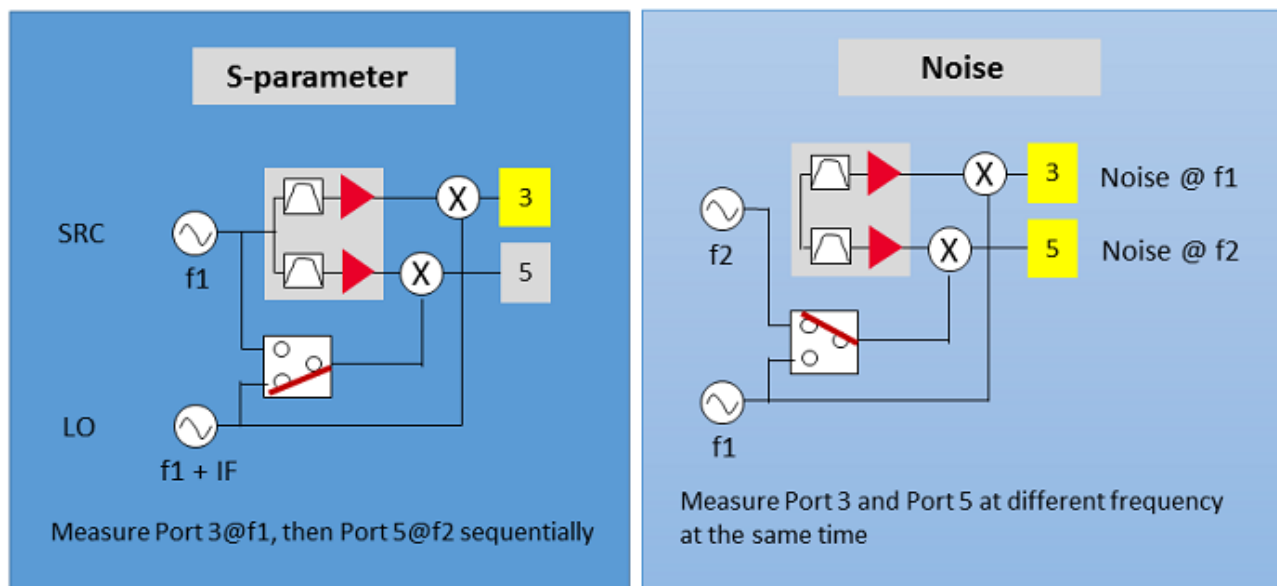 S-parameter
SRC
f1
X
3
X
5
LO
f1 + IF
Measure Port 3@f1, then Port 5@f2 sequentially
Noise
f2
X
3
Noise @ f1
X
5
Noise @ f2
f1
Measure Port 3 and Port 5 at different frequency
at the same time